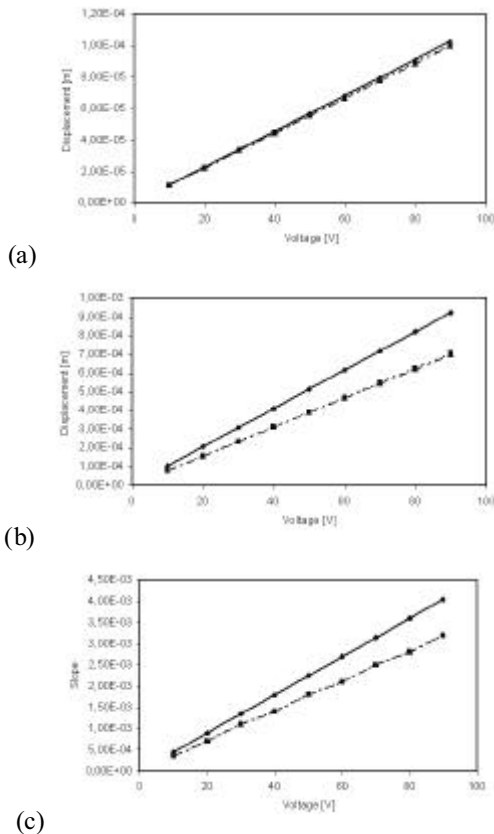 1,20E-04
1,00E-04
8,00E-05
6,00E-05
4,00E-05
2,00E-05
0,00E+00
Displacement [m]
0 20 40 60 80 100
Voltage [V]
(a)
1,00E-03
9,00E-04
8,00E-04
7,00E-04
6,00E-04
5,00E-04
4,00E-04
3,00E-04
2,00E-04
1,00E-04
0,00E+00
Displacement [m]
0 20 40 60 80 100
Voltage [V]
(b)
4,50E-03
4,00E-03
3,50E-03
3,00E-03
2,50E-03
2,00E-03
1,50E-03
1,00E-03
5,00E-04
0,00E+00
Slope
0 20 40 60 80 100
Voltage [V]
(c)